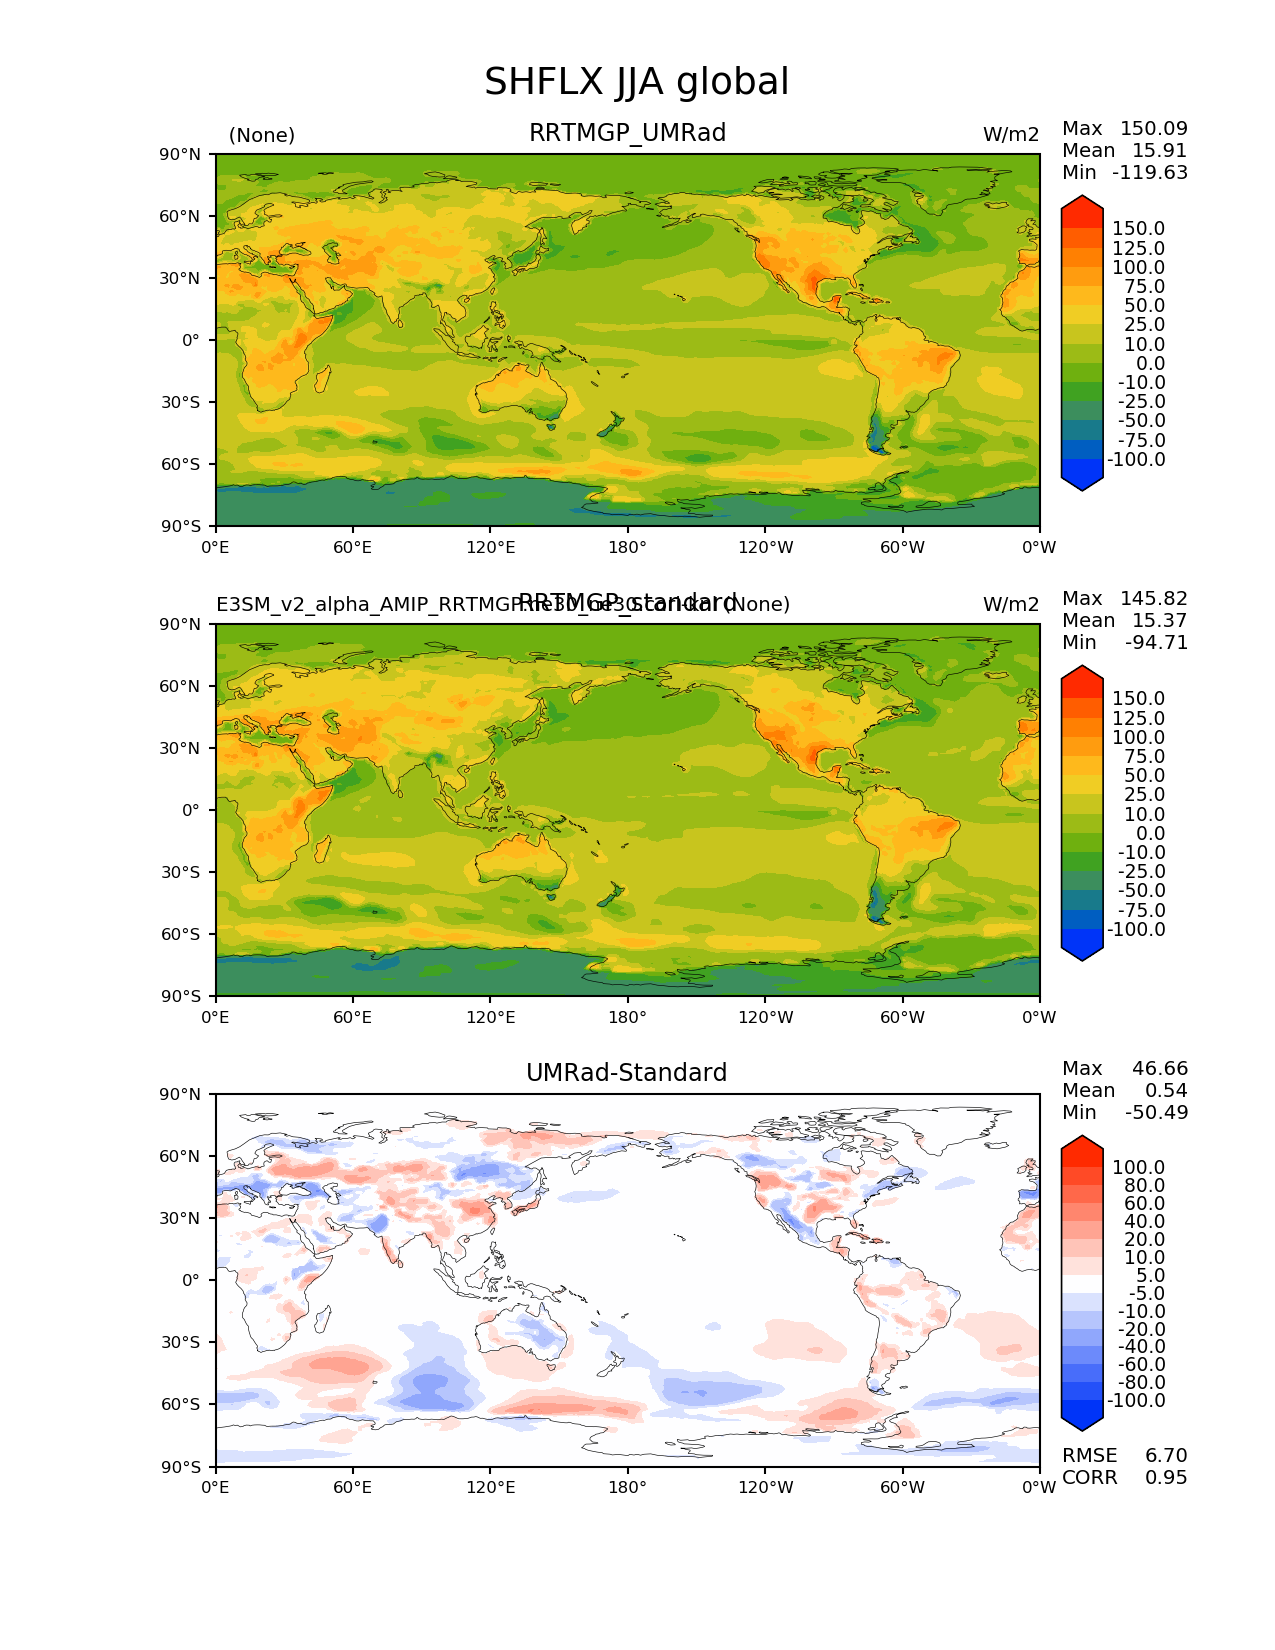 SHFLX JJA global
(None) RRTMGP_UMRad W/m2
Max 150.09
Mean 15.91
Min -119.63
90°N
60°N
30°N
0°
30°S
60°S
90°S
0°E 60°E 120°E 180° 120°W 60°W 0°W
150.0
125.0
100.0
75.0
50.0
25.0
10.0
0.0
-10.0
-25.0
-50.0
-75.0
-100.0
RRTMGP_standard
E3SM_v2_alpha_AMIP_RRTMGP (None) W/m2
Max 145.82
Mean 15.37
Min -94.71
90°N
60°N
30°N
0°
30°S
60°S
90°S
0°E 60°E 120°E 180° 120°W 60°W 0°W
150.0
125.0
100.0
75.0
50.0
25.0
10.0
0.0
-10.0
-25.0
-50.0
-75.0
-100.0
UMRad-Standard
Max 46.66
Mean 0.54
Min -50.49
90°N
60°N
30°N
0°
30°S
60°S
90°S
0°E 60°E 120°E 180° 120°W 60°W 0°W
100.0
80.0
60.0
40.0
20.0
10.0
5.0
-5.0
-10.0
-20.0
-40.0
-60.0
-80.0
-100.0
RMSE 6.70
CORR 0.95